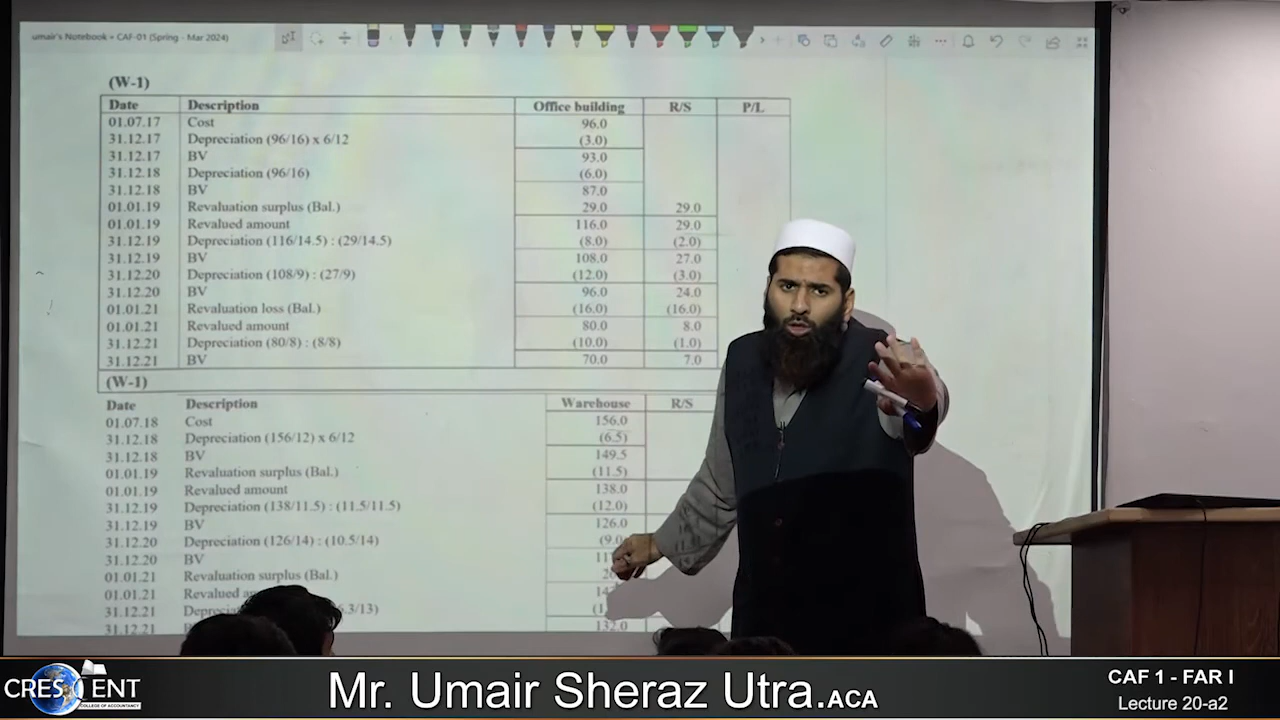 umair's Notebook • CAF-01 (Spring - Mar 2024)
(W-1)
Date Description Office building R/S P/L
01.07.17 Cost 96.0
31.12.17 Depreciation (96/16) x 6/12 (3.0)
31.12.17 BV 93.0
31.12.18 Depreciation (96/16) (6.0)
31.12.18 BV 87.0
01.01.19 Revaluation surplus (Bal.) 29.0 29.0
01.01.19 Revalued amount 116.0 29.0
31.12.19 Depreciation (116/14.5) : (29/14.5) (8.0) (2.0)
31.12.19 BV 108.0 27.0
31.12.20 Depreciation (108/9) : (27/9) (12.0) (3.0)
31.12.20 BV 96.0 24.0
01.01.21 Revaluation loss (Bal.) (16.0) (16.0)
01.01.21 Revalued amount 80.0 8.0
31.12.21 Depreciation (80/8) : (8/8) (10.0) (1.0)
31.12.21 BV 70.0 7.0
(W-1)
Date Description Warehouse R/S
01.07.18 Cost 156.0
31.12.18 Depreciation (156/12) x 6/12 (6.5)
31.12.18 BV 149.5
01.01.19 Revaluation surplus (Bal.) (11.5)
01.01.19 Revalued amount 138.0
31.12.19 Depreciation (138/11.5) : (11.5/11.5) (12.0)
31.12.19 BV 126.0
31.12.20 Depreciation (126/14) : (10.5/14) (9.0
31.12.20 BV
01.01.21 Revaluation surplus (Bal.)
01.01.21 Revalued
31.12.21
31.12.21 132.0
CRESCENT
COLLEGE OF ACCOUNTANCY
Mr. Umair Sheraz Utra.ACA
CAF 1 - FAR I
Lecture 20-a2